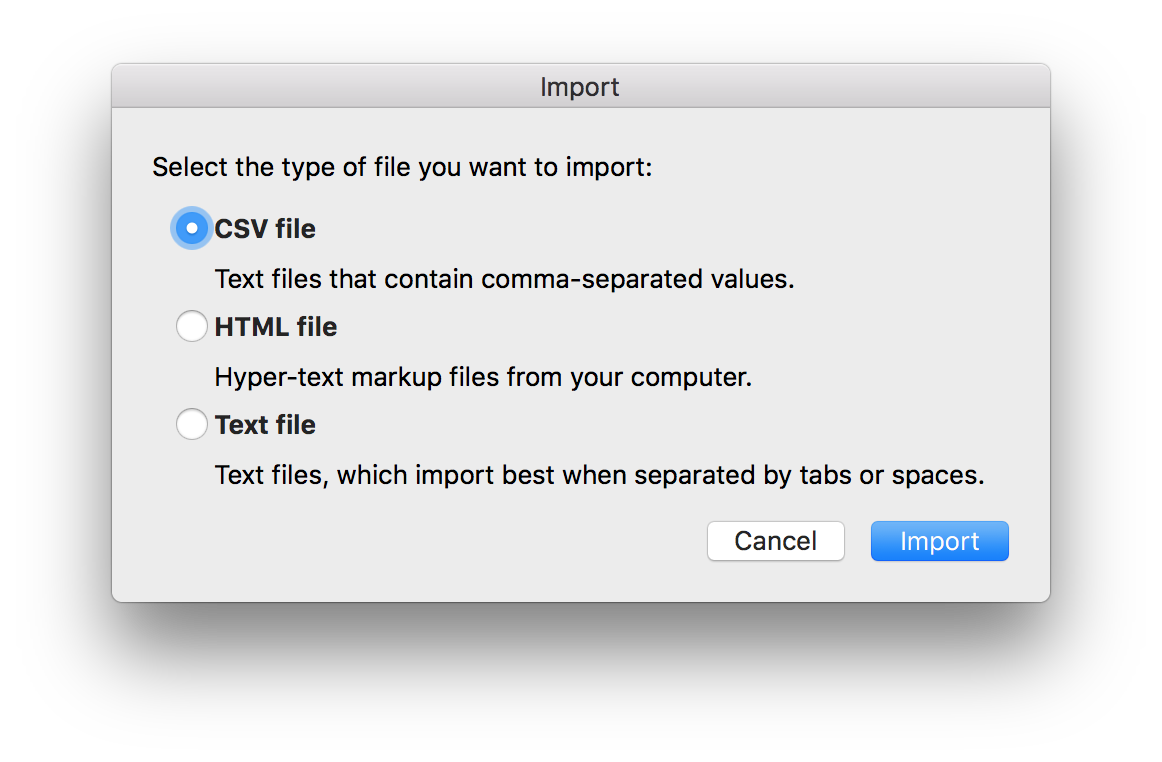 Import
Select the type of file you want to import:
CSV file
Text files that contain comma-separated values.
HTML file
Hyper-text markup files from your computer.
Text file
Text files, which import best when separated by tabs or spaces.
Cancel Import